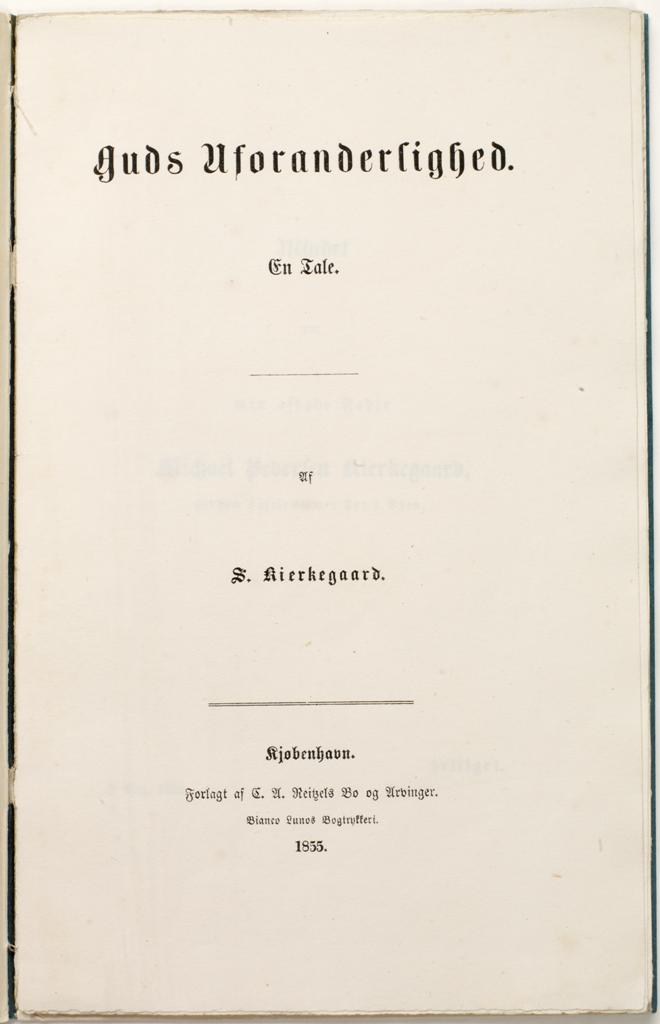 Guds Uforanderlighed.
En Tale.
Af
S. Kierkegaard.
Kjøbenhavn.
Forlagt af C. A. Reitzels Bo og Arvinger.
Bianco Lunos Bogtrykkeri.
1855.